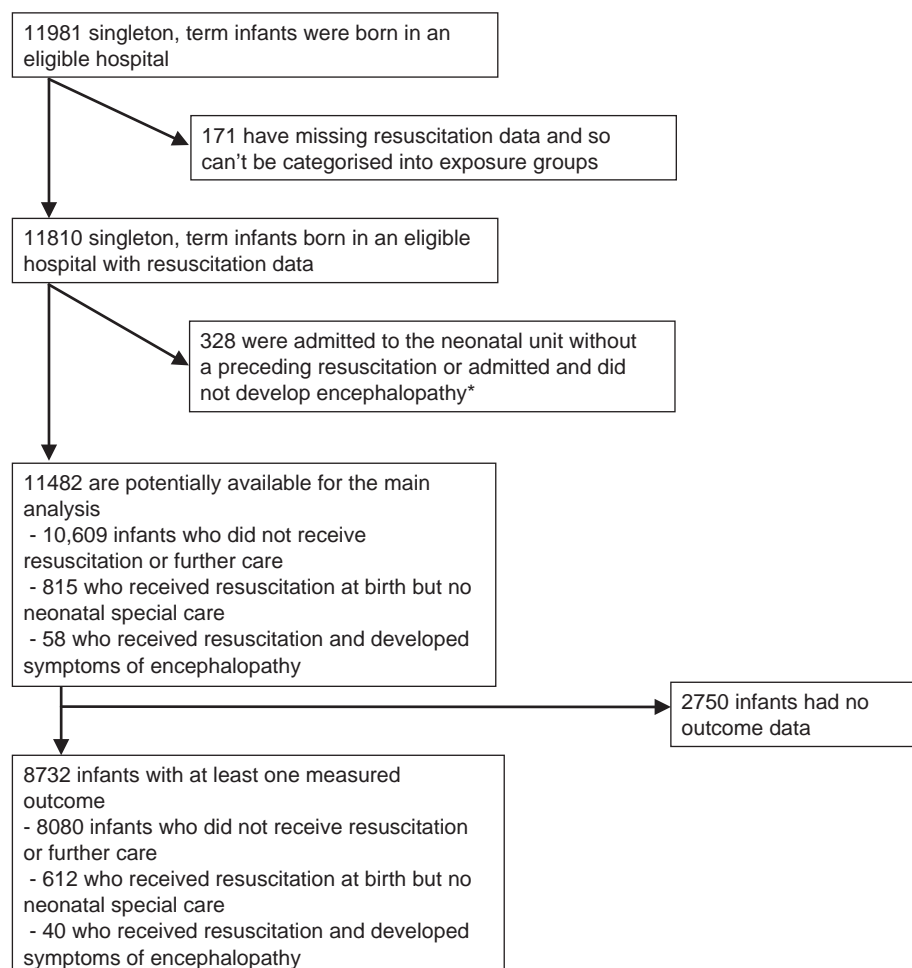 11981 singleton, term infants were born in an
eligible hospital
171 have missing resuscitation data and so
can't be categorised into exposure groups
11810 singleton, term infants born in an eligible
hospital with resuscitation data
328 were admitted to the neonatal unit without
a preceding resuscitation or admitted and did
not develop encephalopathy*
11482 are potentially available for the main
analysis
- 10,609 infants who did not receive
resuscitation or further care
- 815 who received resuscitation at birth but no
neonatal special care
- 58 who received resuscitation and developed
symptoms of encephalopathy
2750 infants had no
outcome data
8732 infants with at least one measured
outcome
- 8080 infants who did not receive resuscitation
or further care
- 612 who received resuscitation at birth but no
neonatal special care
- 40 who received resuscitation and developed
symptoms of encephalopathy